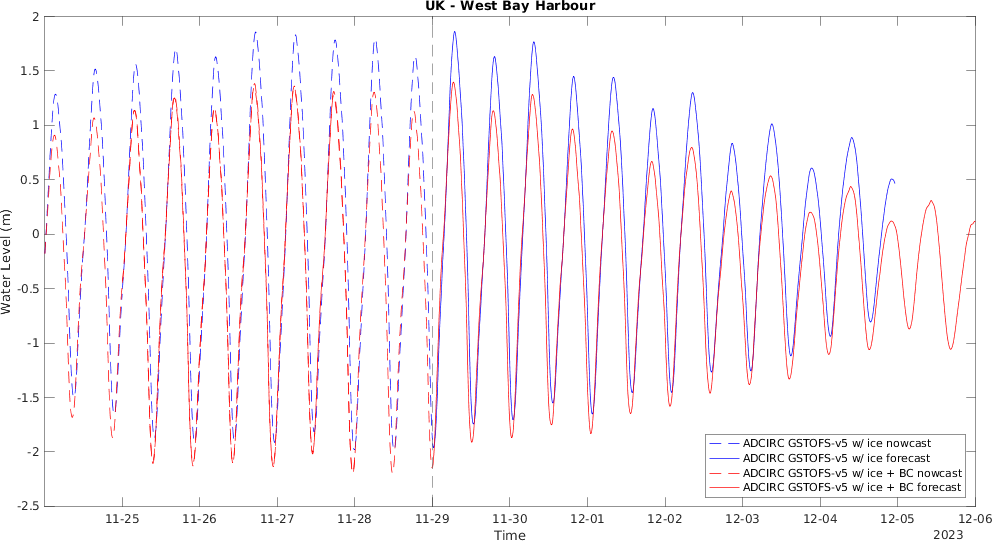 UK - West Bay Harbour
2
1.5
1
0.5
0
-0.5
-1
-1.5
-2
-2.5
Water Level (m)
11-25 11-26 11-27 11-28 11-29 11-30 12-01 12-02 12-03 12-04 12-05 12-06
Time
2023
ADCIRC GSTOFS-v5 w/ ice nowcast
ADCIRC GSTOFS-v5 w/ ice forecast
ADCIRC GSTOFS-v5 w/ ice + BC nowcast
ADCIRC GSTOFS-v5 w/ ice + BC forecast